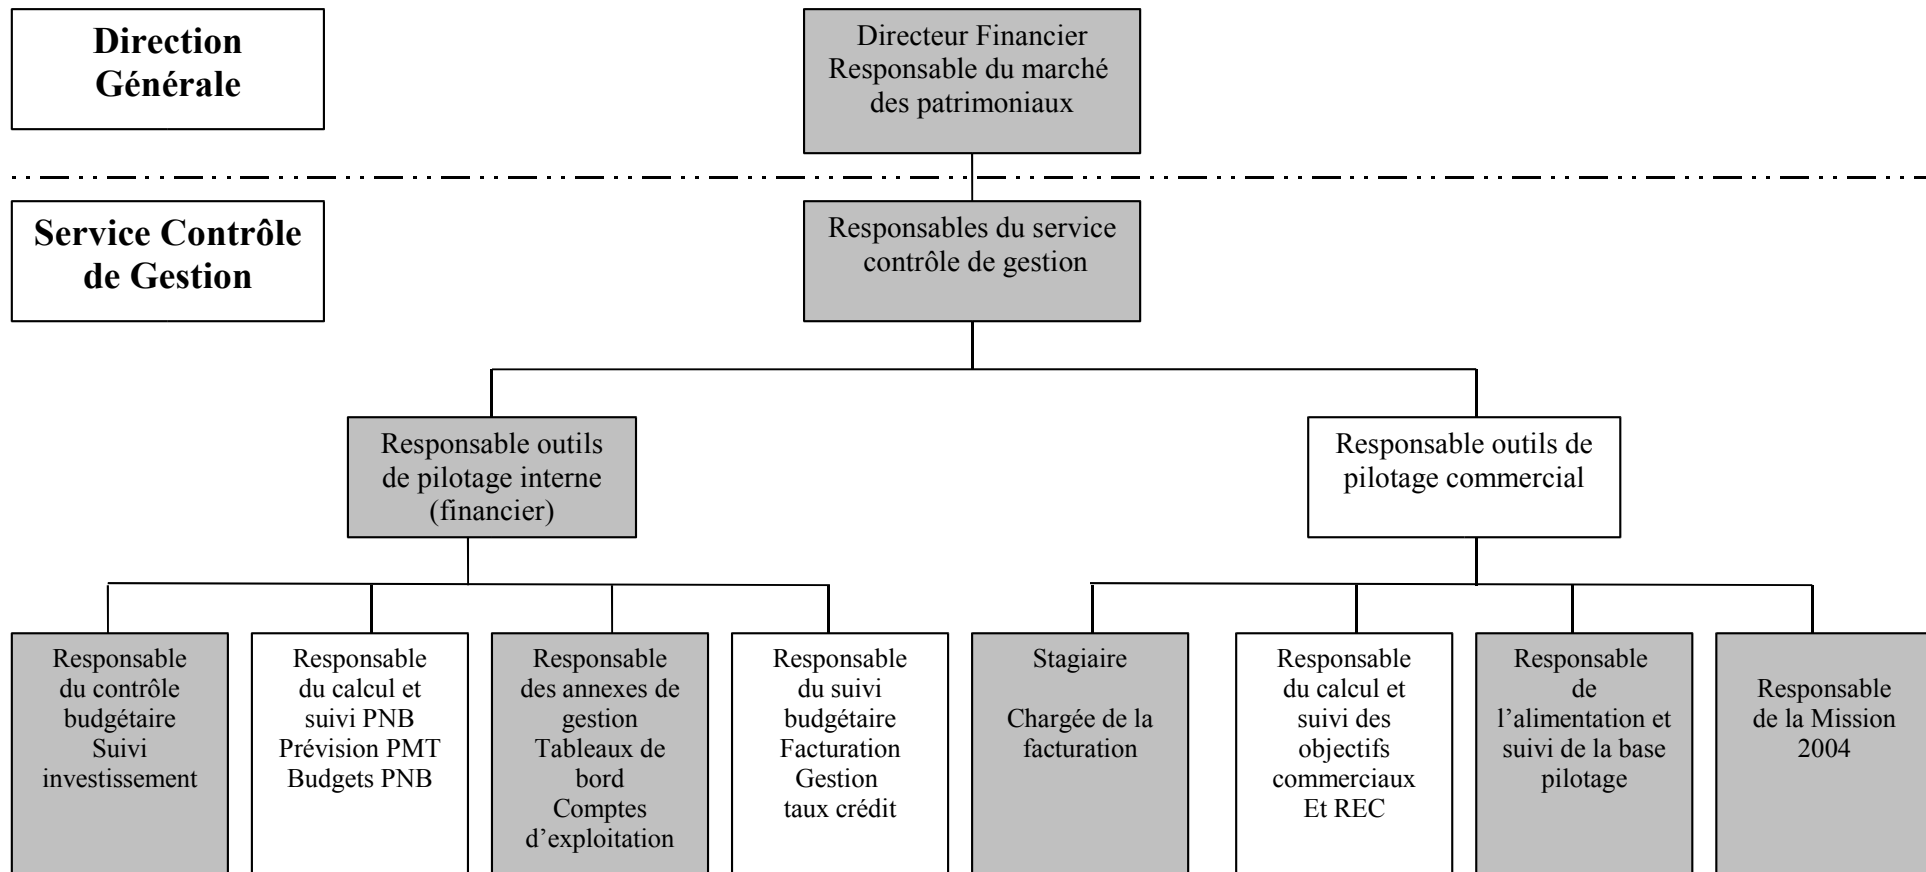 Direction
Générale
Directeur Financier
Responsable du marché
des patrimoniaux
Service Contrôle
de Gestion
Responsables du service
contrôle de gestion
Responsable outils
de pilotage interne
(financier)
Responsable outils de
pilotage commercial
Responsable
du contrôle
budgétaire
Suivi
investissement
Responsable
du calcul et
suivi PNB
Prévision PMT
Budgets PNB
Responsable
des annexes de
gestion
Tableaux de
bord
Comptes
d’exploitation
Responsable
du suivi
budgétaire
Facturation
Gestion
taux crédit
Stagiaire
Chargée de la
facturation
Responsable
du calcul et
suivi des
objectifs
commerciaux
Et REC
Responsable
de
l’alimentation et
suivi de la base
pilotage
Responsable
de la Mission
2004